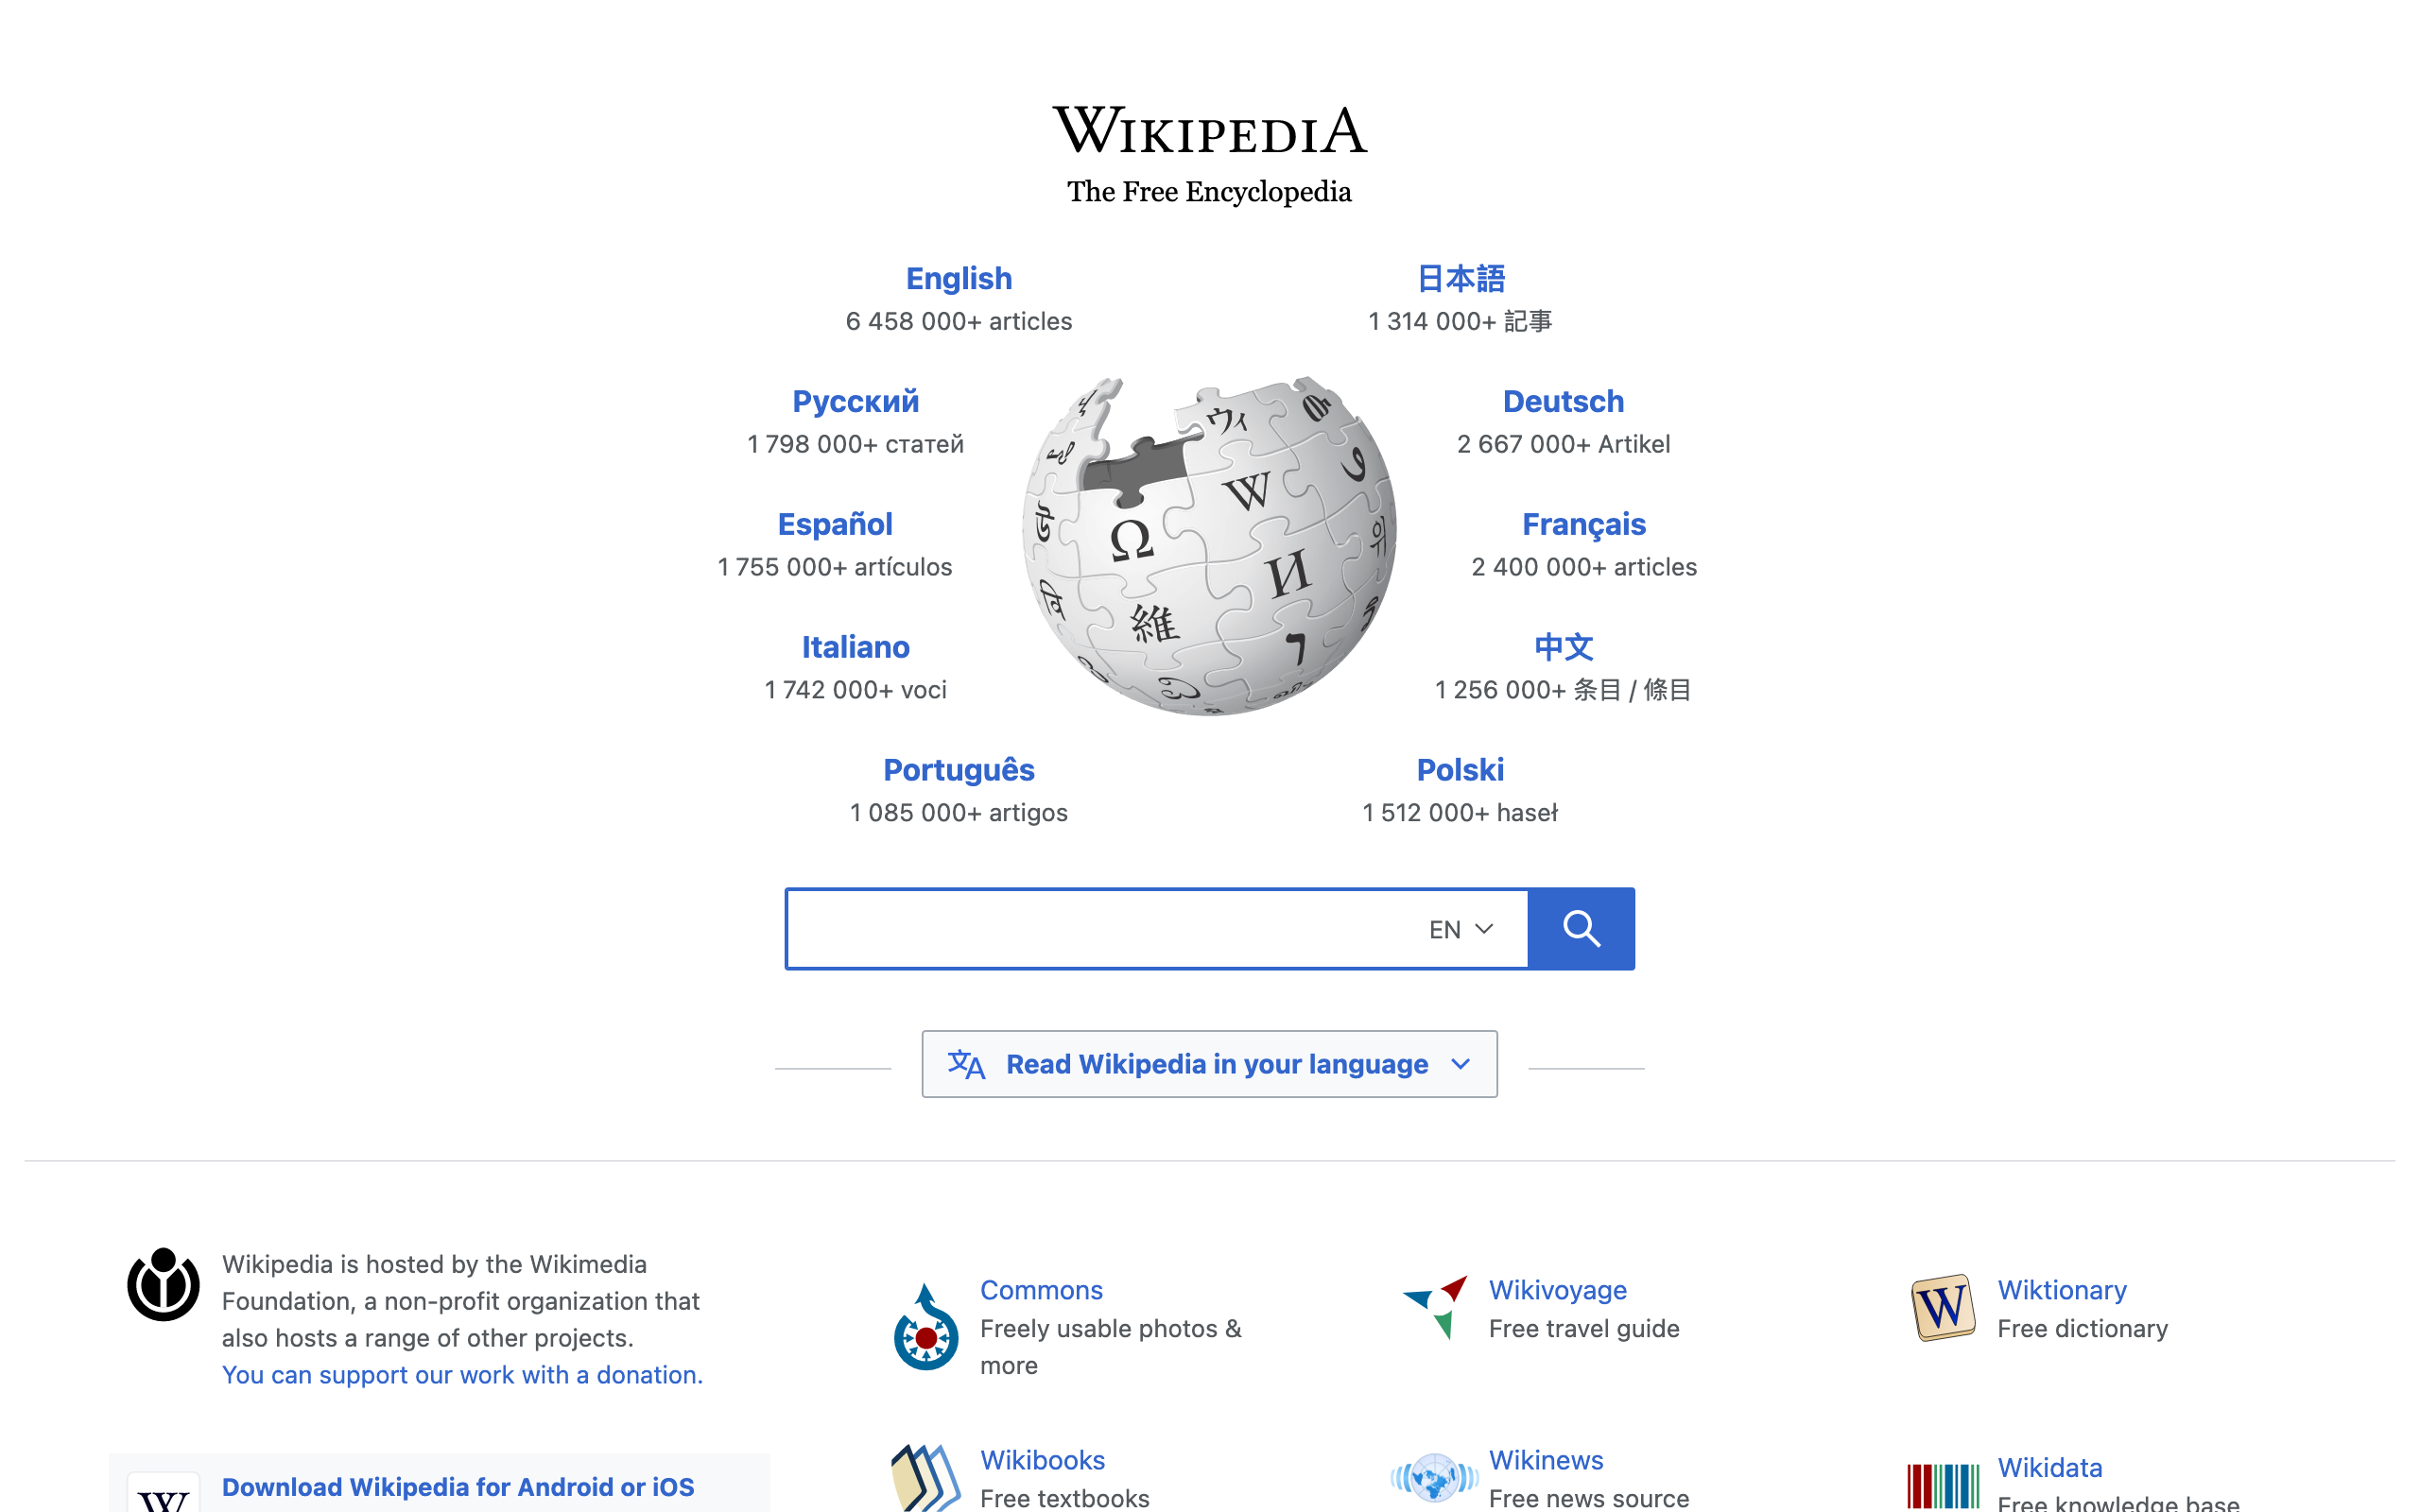 WIKIPEDIA
The Free Encyclopedia
English
6 458 000+ articles
日本語
1 314 000+ 記事
Русский
1 798 000+ статей
Deutsch
2 667 000+ Artikel
Español
1 755 000+ artículos
Français
2 400 000+ articles
Italiano
1 742 000+ voci
中文
1 256 000+ 条目 / 條目
Português
1 085 000+ artigos
Polski
1 512 000+ haseł
ウィ
W
Ω
И
維
EN
文A Read Wikipedia in your language
Wikipedia is hosted by the Wikimedia
Foundation, a non-profit organization that
also hosts a range of other projects.
You can support our work with a donation.
Download Wikipedia for Android or iOS
W
Commons
Freely usable photos &
more
Wikivoyage
Free travel guide
W
Wiktionary
Free dictionary
Wikibooks
Free textbooks
Wikinews
Free news source
Wikidata
Free knowledge base